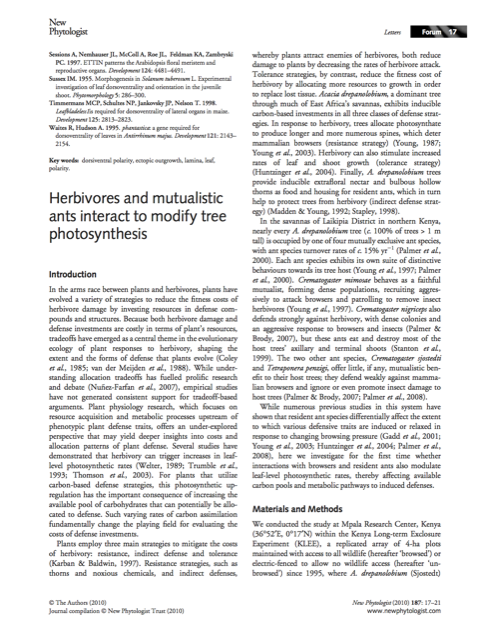 New
Phytologist
Letters
Forum
17
Sessions A, Nemhauser JL, McColl A, Roe JL, Feldman KA, Zambryski
PC. 1997. ETTIN patterns the Arabidopsis floral meristem and
reproductive organs. Development 124: 4481–4491.
Sussex IM. 1955. Morphogenesis in Solanum tuberosum L. Experimental
investigation of leaf dorsoventrality and orientation in the juvenile
shoot. Phytomorphology 5: 286–300.
Timmermans MCP, Schultes NP, Jankovsky JP, Nelson T. 1998.
Leafbladeless1 is required for dorsoventrality of lateral organs in maize.
Development 125: 2813–2823.
Waites R, Hudson A. 1995. phantastica: a gene required for
dorsoventrality of leaves in Antirrhinum majus. Development 121: 2143–
2154.
Key words: dorsiventral polarity, ectopic outgrowth, lamina, leaf,
polarity.
Herbivores and mutualistic
ants interact to modify tree
photosynthesis
Introduction
In the arms race between plants and herbivores, plants have
evolved a variety of strategies to reduce the fitness costs of
herbivor damage by investing resources in defense com-
pounds and structures. Because both herbivore damage and
defense investments are costly in terms of plant's resources,
tradeoffs have emerged as a central theme in the evolutionary
ecology of plant responses to herbivory, shaping the
extent and the forms of defense that plants evolve (Coley
et al., 1985; van der Meijden et al., 1988). While under-
standing allocation tradeoffs has fuelled prolific research
and debate (Nuñez-Farfan et al., 2007), empirical studies
have not generated consistent support for tradeoff-based
arguments. Plant physiology research, which focuses on
resource acquisition and metabolic processes upstream of
phenotypic plant defense traits, offers an under-explored
perspective that may yield deeper insights into costs and
allocation patterns of plant defense. Several studies have
demonstrated that herbivory can trigger increases in leaf-
level photosynthetic rates (Welter, 1989; Trumble et al.,
1993; Thomson et al., 2003). For plants that utilize
carbon-based defense strategies, this photosynthetic up-
regulation has the important consequence of increasing the
available pool of carbohydrates that can potentially be allo-
cated to defense. Such varying rates of carbon assimilation
fundamentally change the playing field for evaluating the
costs of defense investments.
Plants employ three main strategies to mitigate the costs
of herbivory: resistance, indirect defense and tolerance
(Karban & Baldwin, 1997). Resistance strategies, such as
thorns and noxious chemicals, and indirect defenses,
whereby plants attract enemies of herbivores, both reduce
damage to plants by decreasing the rates of herbivore attack.
Tolerance strategies, by contrast, reduce the fitness cost of
herbivory by allocating more resources to growth in order
to replace lost tissue. Acacia drepanolobium, a dominant tree
through much of East Africa's savannas, exhibits inducible
carbon-based investments in all three classes of defense strat-
egies. In response to herbivory, trees allocate photosynthate
to produce longer and more numerous spines, which deter
mammalian browsers (resistance strategy) (Young, 1987;
Young et al., 2003). Herbivory can also stimulate increased
rates of leaf and shoot growth (tolerance strategy)
(Huntzinger et al., 2004). Finally, A. drepanolobium trees
provide inducible extrafloral nectar and bulbous hollow
thorns as food and housing for resident ants, which in turn
help to protect trees from herbivory (indirect defense strat-
egy) (Madden & Young, 1992; Stapley, 1998).
In the savannas of Laikipia District in northern Kenya,
nearly every A. drepanolobium tree (c. 100% of trees > 1 m
tall) is occupied by one of four mutually exclusive ant species,
with ant species turnover rates of c. 15% yr−1 (Palmer et al.,
2000). Each ant species exhibits its own suite of distinctive
behaviours towards its tree host (Young et al., 1997; Palmer
et al., 2000). Crematogaster mimosae behaves as a faithful
mutualist, forming dense populations, recruiting aggres-
sively to attack browsers and patrolling to remove insect
herbivores (Young et al., 1997). Crematogaster nigriceps also
defends strongly against herbivory, with dense colonies and
an aggressive response to browsers and insects (Palmer &
Brody, 2007), but these ants eat and destroy most of the
host trees' axillary and terminal shoots (Stanton et al.,
1999). The two other ant species, Crematogaster sjostedti
and Tetraponera penzigi, offer little, if any, mutualistic ben-
efit to their host trees; they defend weakly against mamma-
lian browsers and ignore or even promote insect damage to
host trees (Palmer & Brody, 2007; Palmer et al., 2008).
While numerous previous studies in this system have
shown that resident ant species differentially affect the extent
to which various defensive traits are induced or relaxed in
response to changing browsing pressure (Gadd et al., 2001;
Young et al., 2003; Huntzinger et al., 2004; Palmer et al.,
2008), here we investigate for the first time whether
interactions with browsers and resident ants also modulate
leaf-level photosynthetic rates, thereby affecting available
carbon pools and metabolic pathways to induced defenses.
Materials and Methods
We conducted the study at Mpala Research Center, Kenya
(36°52′E, 0°17′N) within the Kenya Long-term Exclosure
Experiment (KLEE), a replicated array of 4-ha plots
maintained with access to all wildlife (hereafter 'browsed') or
electric-fenced to allow no wildlife access (hereafter 'un-
browsed') since 1995, where A. drepanolobium (Sjostedt)
© The Authors (2010)
Journal compilation © New Phytologist Trust (2010)
New Phytologist (2010) 187: 17–21
www.newphytologist.com